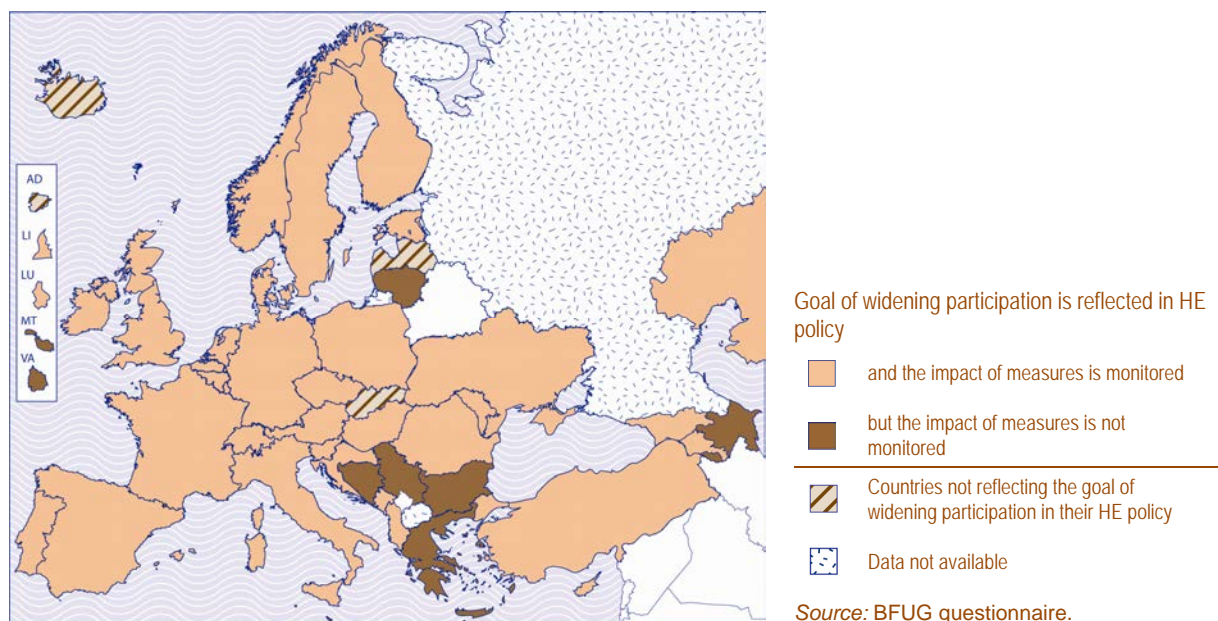 AD
LI
LU
MT
VA
Goal of widening participation is reflected in HE
policy
and the impact of measures is monitored
but the impact of measures is not
monitored
Countries not reflecting the goal of
widening participation in their HE policy
Data not available
Source: BFUG questionnaire.